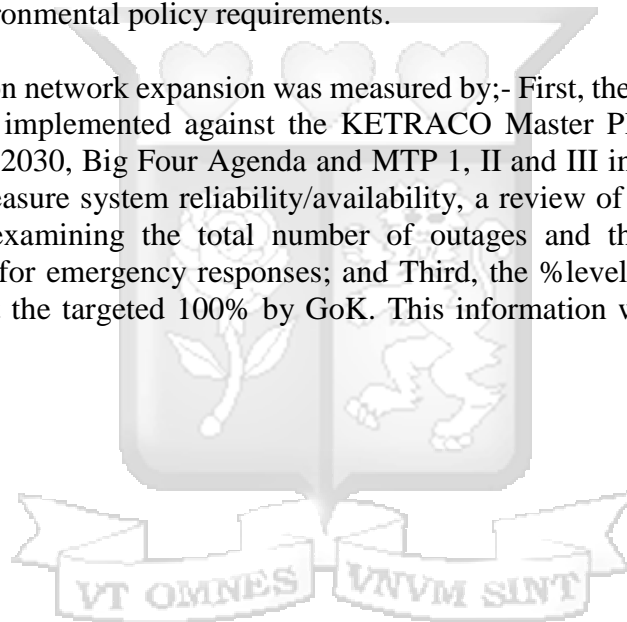 ronmental policy requirements.
on network expansion was measured by;- First, the
implemented against the KETRACO Master Pl
2030, Big Four Agenda and MTP 1, II and III in
easure system reliability/availability, a review of
examining the total number of outages and th
for emergency responses; and Third, the %level
the targeted 100% by GoK. This information w
VT OMNES VNVM SINT